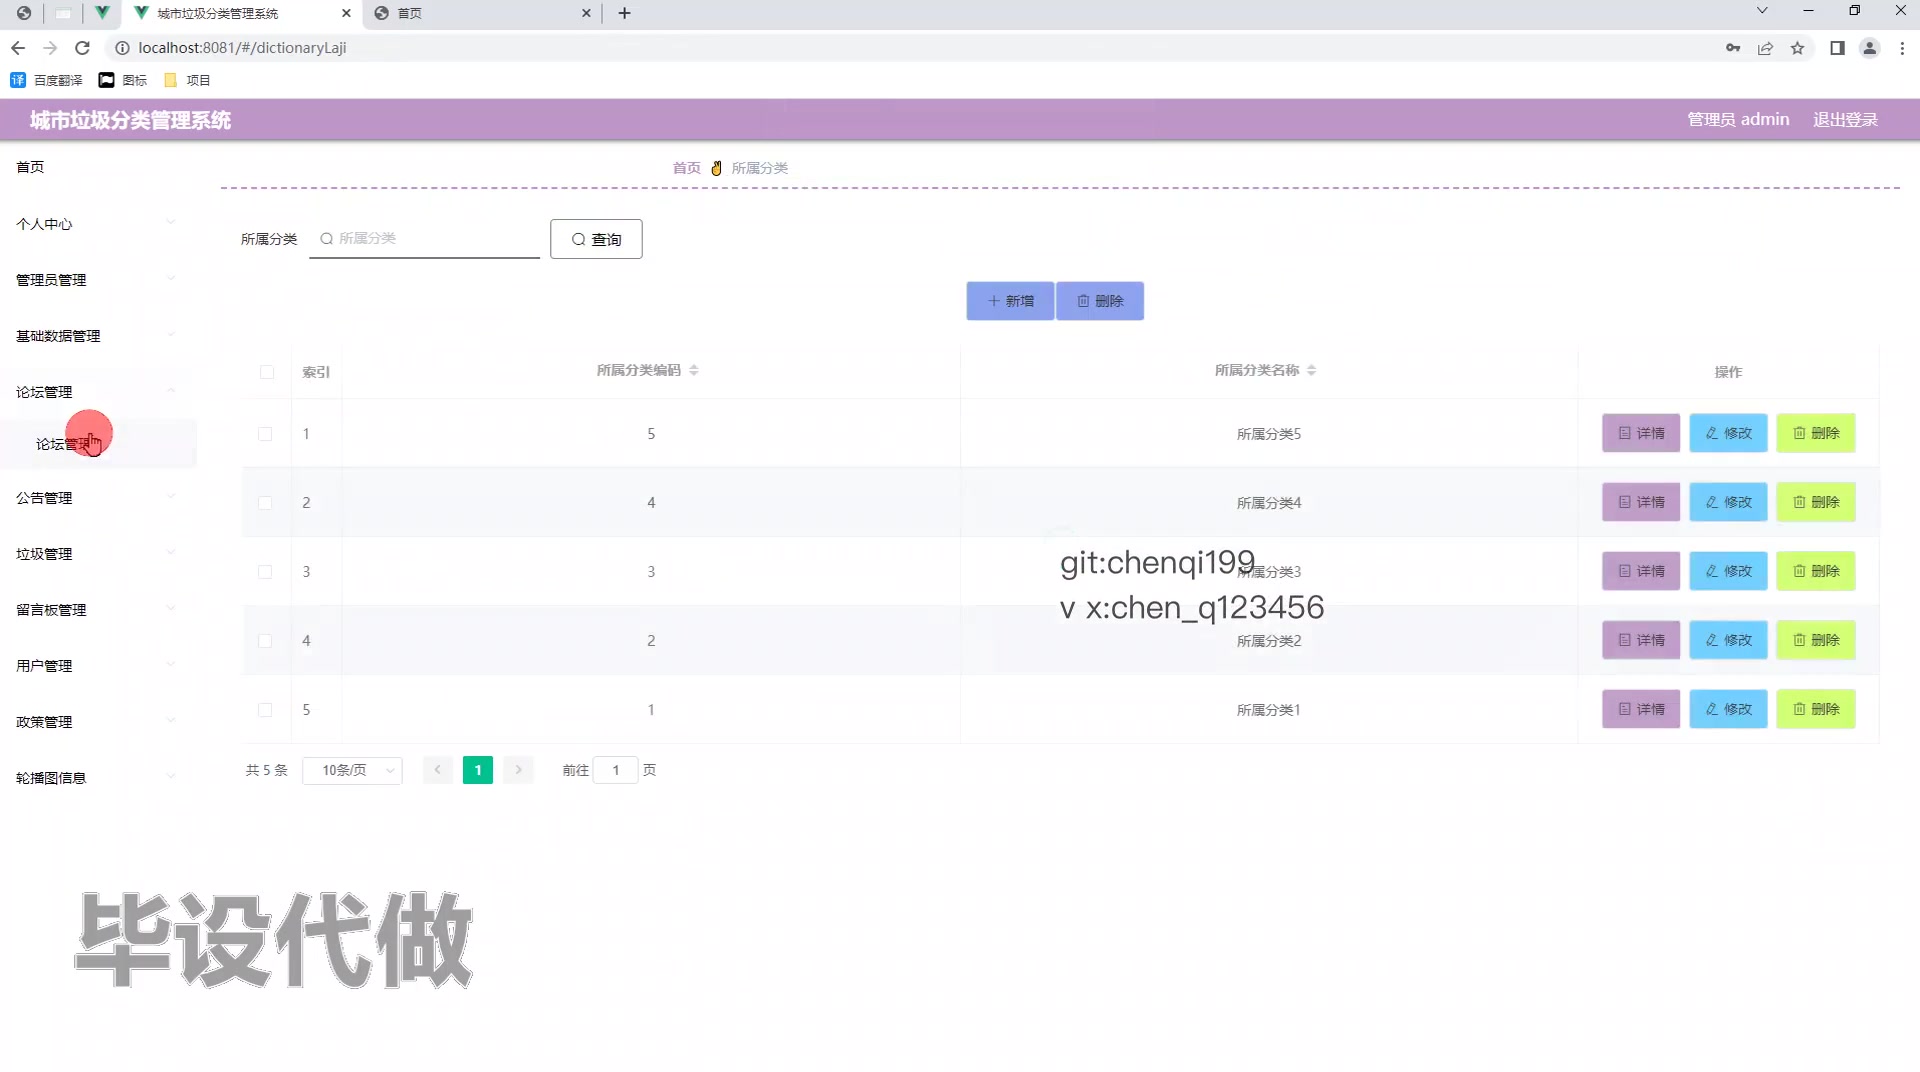 城市垃圾分类管理系统
首页
localhost:8081/#/dictionaryLaji
百度翻译
图标
项目
城市垃圾分类管理系统
管理员 admin
退出登录
首页
个人中心
管理员管理
基础数据管理
论坛管理
论坛管理
公告管理
垃圾管理
留言板管理
用户管理
政策管理
轮播图信息
首页 所属分类
所属分类 所属分类 查询
新增 删除
索引 所属分类编码 所属分类名称 操作
1 5 所属分类5 详情 修改 删除
2 4 所属分类4 详情 修改 删除
3 3 所属分类3 详情 修改 删除
4 2 所属分类2 详情 修改 删除
5 1 所属分类1 详情 修改 删除
git:chenqi199
v x:chen_q123456
共 5 条 10条/页 1 前往 1 页
毕设代做